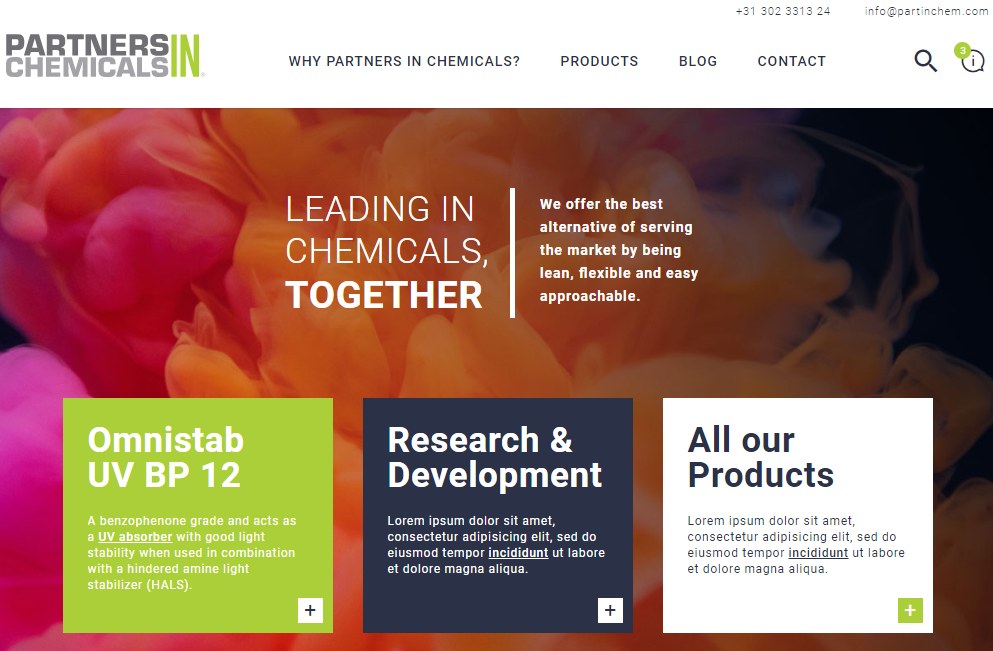 +31 302 3313 24 info@partinchem.com
PARTNERS IN
CHEMICALS
WHY PARTNERS IN CHEMICALS? PRODUCTS BLOG CONTACT
3
i
LEADING IN
CHEMICALS,
TOGETHER
We offer the best
alternative of serving
the market by being
lean, flexible and easy
approachable.
Omnistab
UV BP 12
A benzophenone grade and acts as
a UV absorber with good light
stability when used in combination
with a hindered amine light
stabilizer (HALS).
+
Research &
Development
Lorem ipsum dolor sit amet,
consectetur adipisicing elit, sed do
eiusmod tempor incididunt ut labore
et dolore magna aliqua.
+
All our
Products
Lorem ipsum dolor sit amet,
consectetur adipisicing elit, sed do
eiusmod tempor incididunt ut labore
et dolore magna aliqua.
+